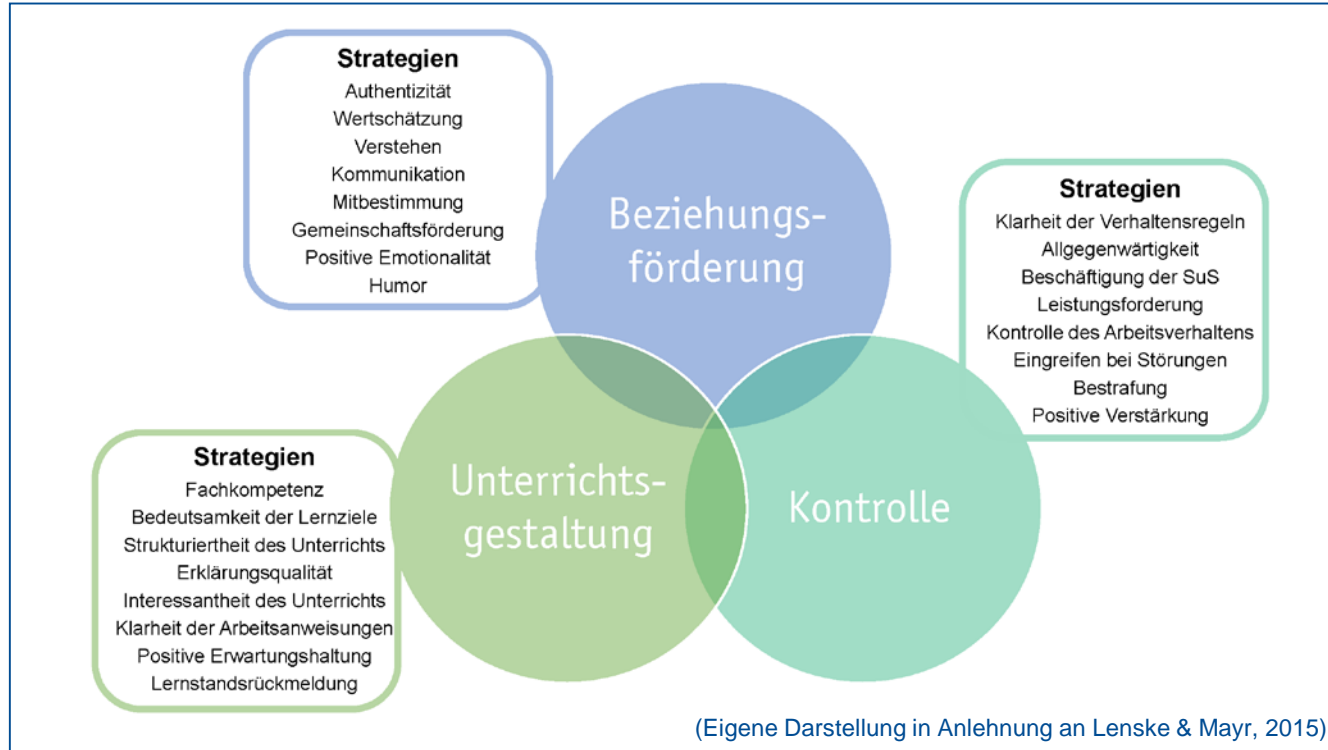 Strategien
Authentizität
Wertschätzung
Verstehen
Kommunikation
Mitbestimmung
Gemeinschaftsförderung
Positive Emotionalität
Humor
Beziehungs-
förderung
Strategien
Klarheit der Verhaltensregeln
Allgegenwärtigkeit
Beschäftigung der SuS
Leistungsforderung
Kontrolle des Arbeitsverhaltens
Eingreifen bei Störungen
Bestrafung
Positive Verstärkung
Strategien
Fachkompetenz
Bedeutsamkeit der Lernziele
Strukturiertheit des Unterrichts
Erklärungsqualität
Interessantheit des Unterrichts
Klarheit der Arbeitsanweisungen
Positive Erwartungshaltung
Lernstandsrückmeldung
Unterrichts-
gestaltung
Kontrolle
(Eigene Darstellung in Anlehnung an Lenske & Mayr, 2015)